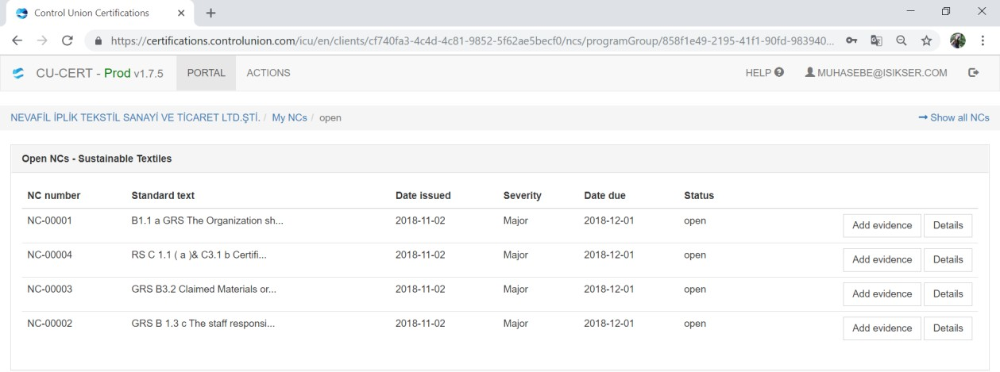 Control Union Certifications
https://certifications.controlunion.com/icu/en/clients/cf740fa3-4c4d-4c81-9852-5f62ae5becf0/ncs/programGroup/858f1e49-2195-41f1-90fd-983940...
CU-CERT - Prod v1.7.5 PORTAL ACTIONS HELP MUHASEBE@ISIKSER.COM
NEVAFİL İPLİK TEKSTİL SANAYİ VE TİCARET LTD.ŞTİ. / My NCs / open Show all NCs
Open NCs - Sustainable Textiles
NC number Standard text Date issued Severity Date due Status
NC-00001 B1.1 a GRS The Organization sh... 2018-11-02 Major 2018-12-01 open Add evidence Details
NC-00004 RS C 1.1 ( a )& C3.1 b Certifi... 2018-11-02 Major 2018-12-01 open Add evidence Details
NC-00003 GRS B3.2 Claimed Materials or... 2018-11-02 Major 2018-12-01 open Add evidence Details
NC-00002 GRS B 1.3 c The staff responsi... 2018-11-02 Major 2018-12-01 open Add evidence Details